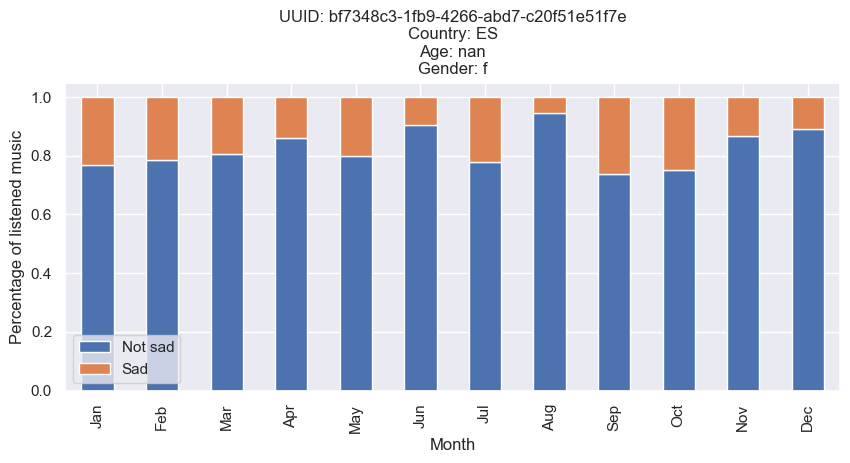 UUID: bf7348c3-1fb9-4266-abd7-c20f51e51f7e
Country: ES
Age: nan
Gender: f
Percentage of listened music
1.0
0.8
0.6
0.4
0.2
0.0
Not sad
Sad
Jan
Feb
Mar
Apr
May
Jun
Jul
Aug
Sep
Oct
Nov
Dec
Month